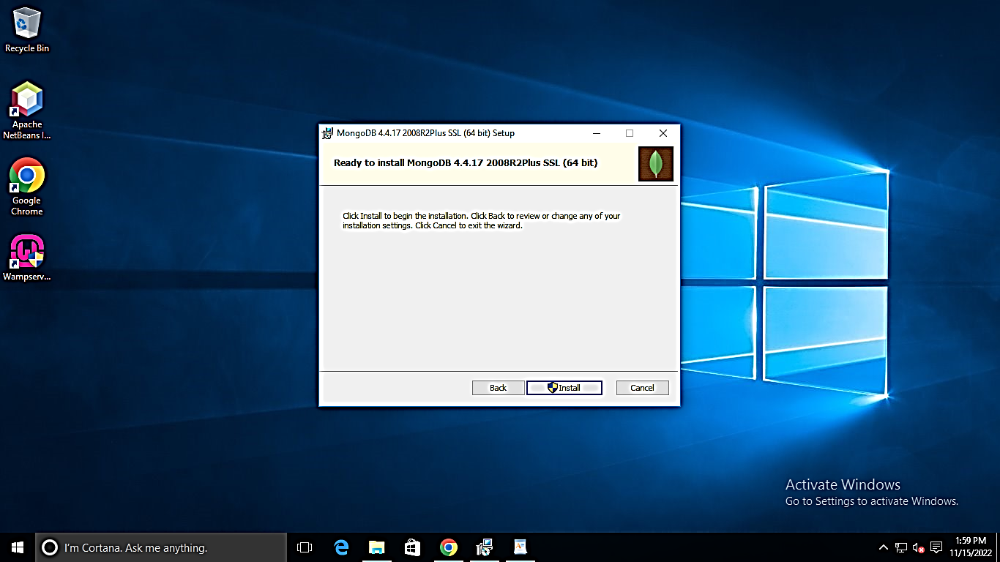 Recycle Bin
Apache
NetBeans I...
Google
Chrome
Wampserv...
MongoDB 4.4.17 2008R2Plus SSL (64 bit) Setup
Ready to install MongoDB 4.4.17 2008R2Plus SSL (64 bit)
Click Install to begin the installation. Click Back to review or change any of your
installation settings. Click Cancel to exit the wizard.
Back
Install
Cancel
Activate Windows
Go to Settings to activate Windows.
I'm Cortana. Ask me anything.
1:59 PM
11/15/2022